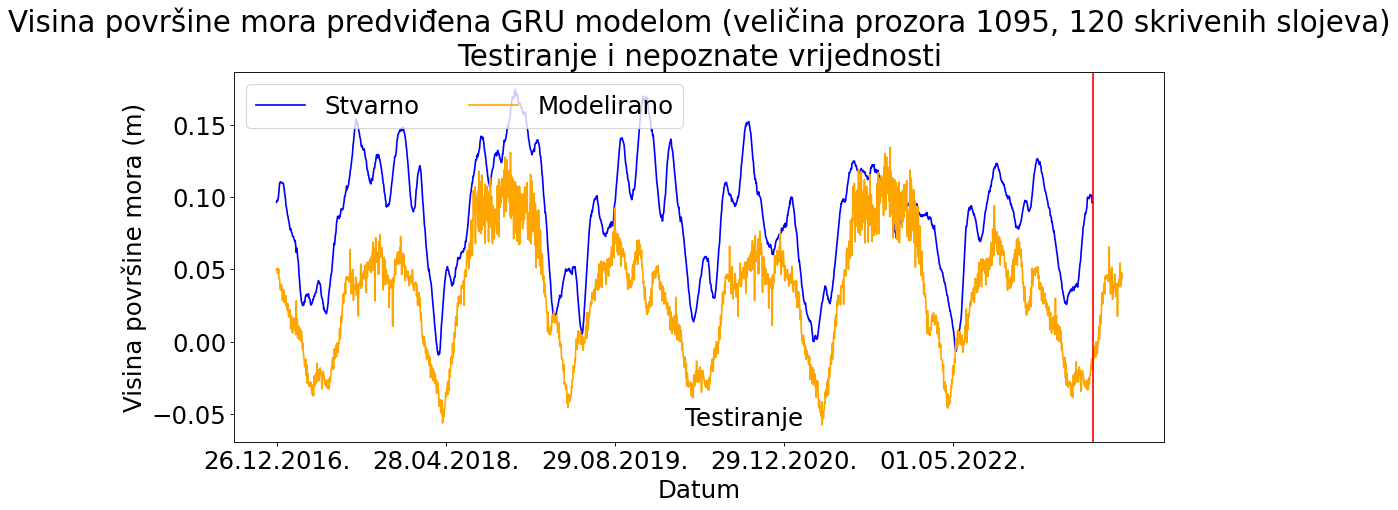 Visina površine mora predviđena GRU modelom (veličina prozora 1095, 120 skrivenih slojeva)
Testiranje i nepoznate vrijednosti
Stvarno
Modelirano
Visina površine mora (m)
0.15
0.10
0.05
0.00
−0.05
Testiranje
26.12.2016.
28.04.2018.
29.08.2019.
29.12.2020.
01.05.2022.
Datum